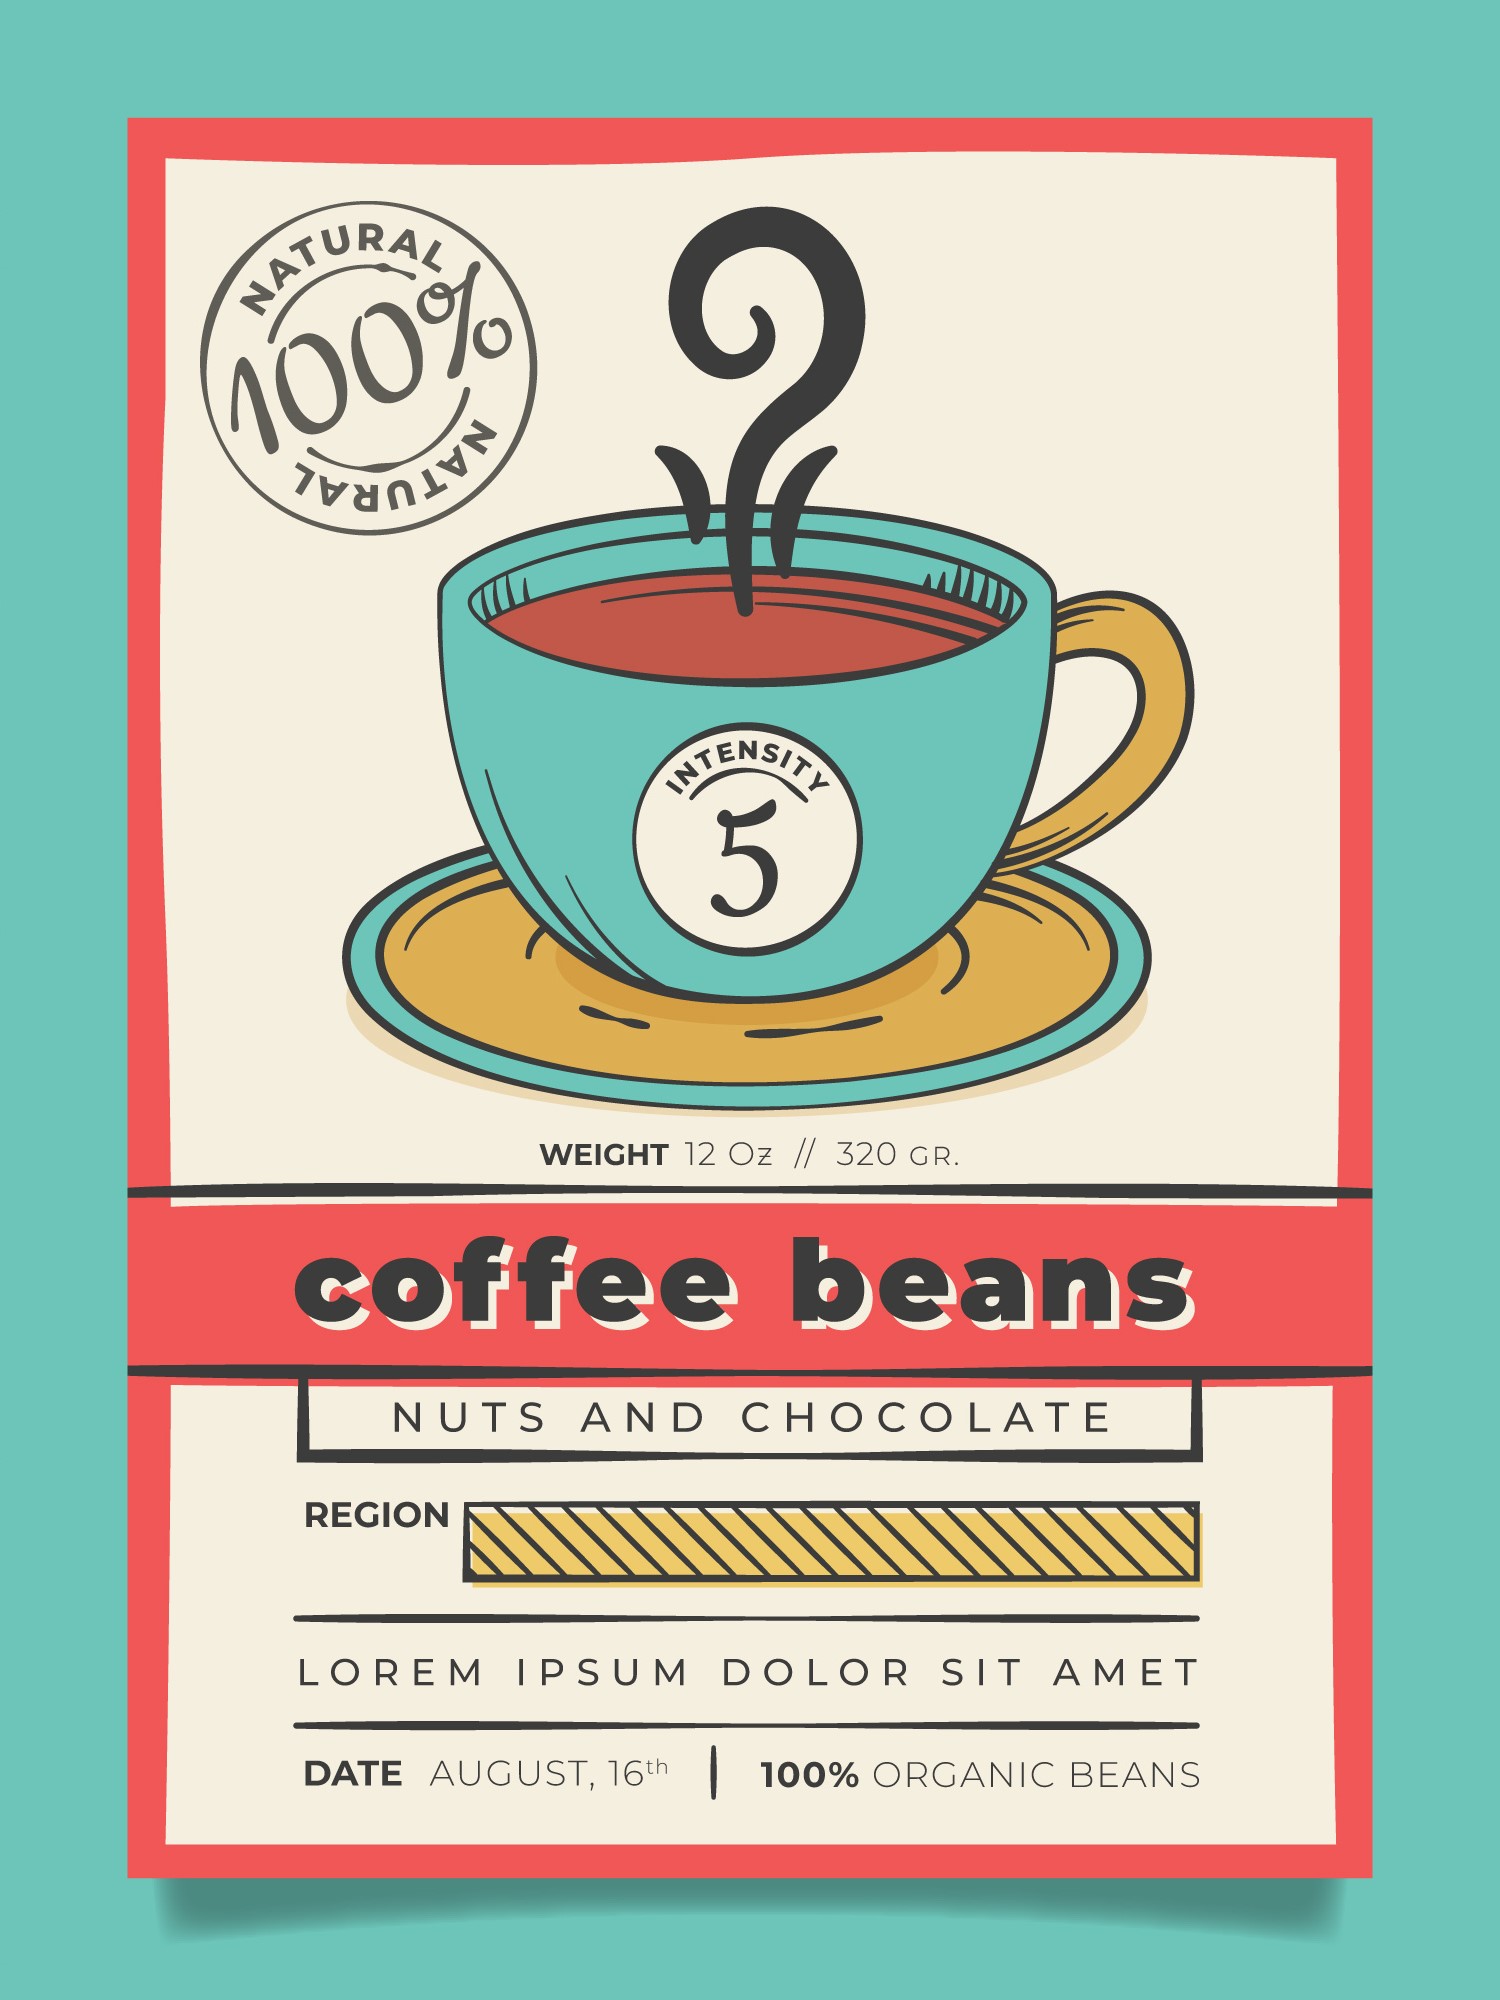 NATURAL
100%
NATURAL
INTENSITY
5
WEIGHT 12 Oz // 320 GR.
coffee beans
NUTS AND CHOCOLATE
REGION
LOREM IPSUM DOLOR SIT AMET
DATE AUGUST, 16th | 100% ORGANIC BEANS